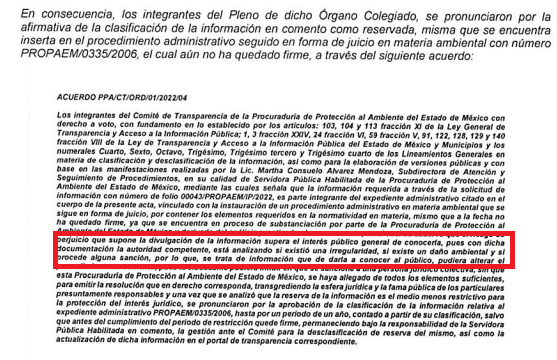 En consecuencia, los integrantes del Pleno de dicho Órgano Colegiado, se pronunciaron por la
afirmativa de la clasificación de la información en comento como reservada, misma que se encuentra
inserta en el procedimiento administrativo seguido en forma de juicio en materia ambiental con número
PROPAEM/0335/2006, el cual aún no ha quedado firme, a través del siguiente acuerdo:
ACUERDO PPA/CT/ORD/01/2022/04
Los integrantes del Comité de Transparencia de la Procuraduría de Protección al Ambiente del Estado de México con
derecho a voto, con fundamento en lo establecido por los artículos: 103, 104 y 113 fracción XI de la Ley General de
Transparencia y Acceso a la Información Pública; 1, 3 fracción XXIV, 24 fracción VI, 59 fracción V, 91, 122, 128, 129 y 140
fracción VIII de la Ley de Transparencia y Acceso a la Información Pública del Estado de México y Municipios y los
numerales Cuarto, Sexto, Octavo, Trigésimo, Trigésimo tercero y Trigésimo cuarto de los Lineamientos Generales en
materia de clasificación y desclasificación de la información, así como para la elaboración de versiones públicas y con
base en las manifestaciones realizadas por la Lic. Martha Consuelo Alvarez Mendoza, Subdirectora de Atención y
Seguimiento de Procedimientos, en su calidad de Servidora Pública Habilitada de la Procuraduría de Protección al
Ambiente del Estado de México, mediante las cuales señala que la información requerida a través de la solicitud de
información con número de folio 00043/PROPAEM/IP/2022, es parte integrante del expediente administrativo citado en el
cuerpo de la presente acta, vinculado con la instauración de un procedimiento administrativo en materia ambiental que se
sigue en forma de juicio, por contener los elementos requeridos en la normatividad en materia, mismo que a la fecha no
ha quedado firme, ya que se encuentra en proceso de substanciación por parte de la Procuraduría de Protección al
perjuicio que supone la divulgación de la información supera el interés público general de conocerla, pues con dicha
documentación la autoridad competente, está analizando si existió una irregularidad, si existe un daño ambiental y si
procede alguna sanción, por lo que, se trata de información que de darla a conocer al público, pudiera alterar el
esta Procuraduría de Protección al Ambiente del Estado de México, se haya allegado de todos los elementos suficientes,
para emitir la resolución que en derecho corresponda, transgrediendo la esfera jurídica y la fama pública de los particulares
presuntamente responsables y una vez que se analizó que la reserva de la información es el medio menos restrictivo para
la protección del interés jurídico, se pronunciaron por la aprobación de la clasificación de la información relativa al
expediente administrativo PROPAEM/0335/2006, hasta por un periodo de un año, contado a partir de su clasificación, salvo
que antes del cumplimiento del periodo de restricción quede firme, permaneciendo bajo la responsabilidad de la Servidora
Pública Habilitada en comento, la gestión ante el Comité para la desclasificación de reserva del mismo, así como la
actualización de dicha información en el portal de transparencia correspondiente.